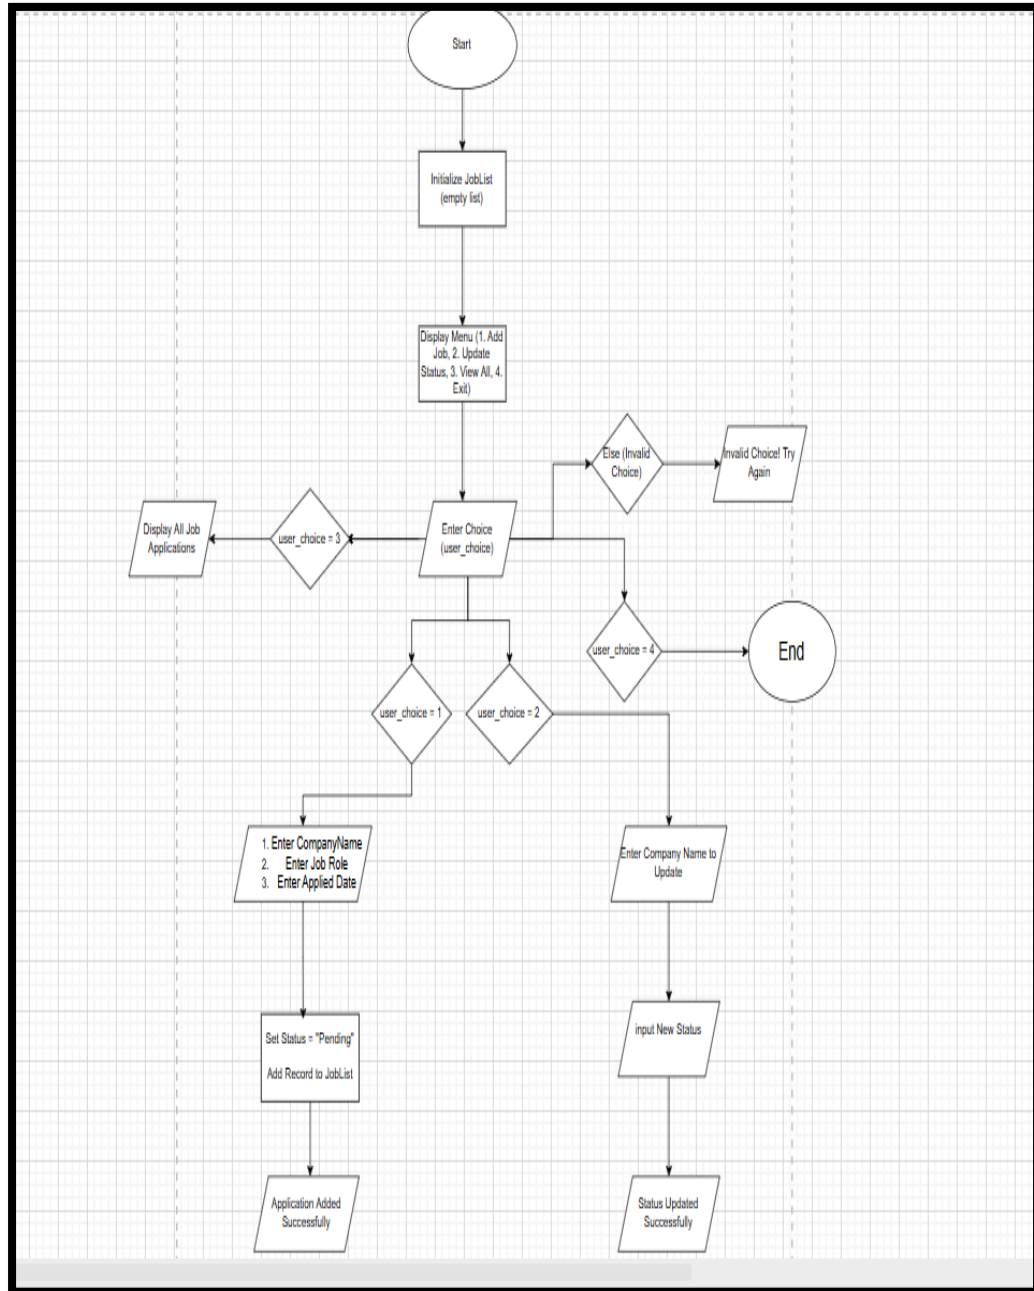 Start
Initialize JobList
(empty list)
Display Menu (1. Add
Job, 2. Update
Status, 3. View All, 4.
Exit)
Else (Invalid
Choice)
Invalid Choice! Try
Again
Display All Job
Applications
user_choice = 3
Enter Choice
(user_choice)
user_choice = 4
End
user_choice = 1
user_choice = 2
1. Enter CompanyName
2. Enter Job Role
3. Enter Applied Date
Enter Company Name to
Update
Set Status = "Pending"
Add Record to JobList
input New Status
Application Added
Successfully
Status Updated
Successfully